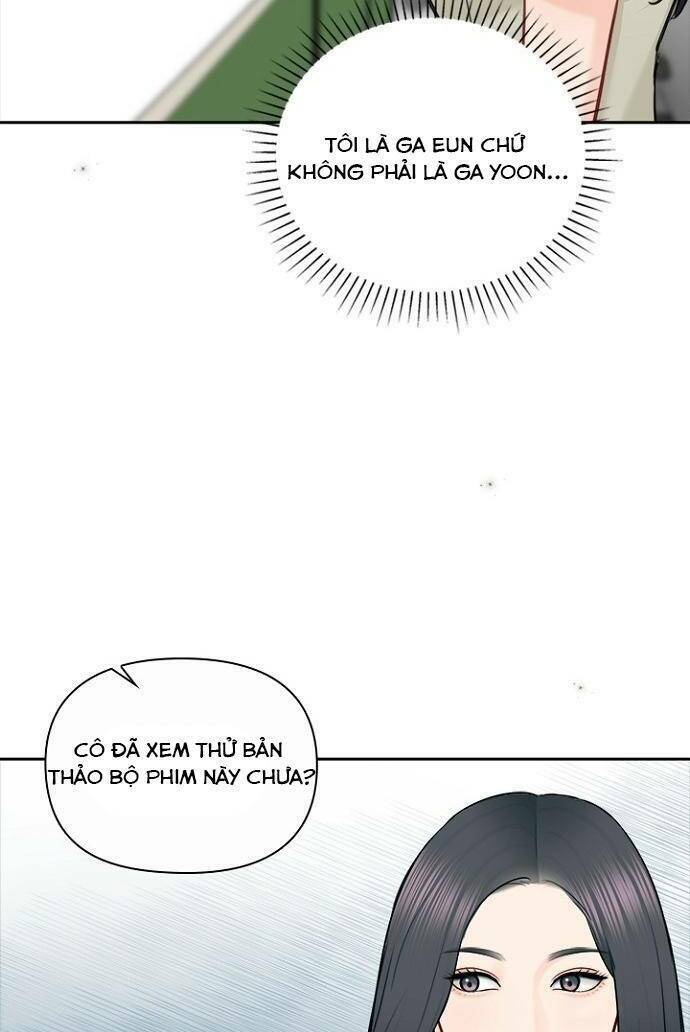 TÔI LÀ GA EUN CHỨ
KHÔNG PHẢI LÀ GA YOON...
CÔ ĐÃ XEM THỬ BẢN
THẢO BỘ PHIM NÀY CHƯA?